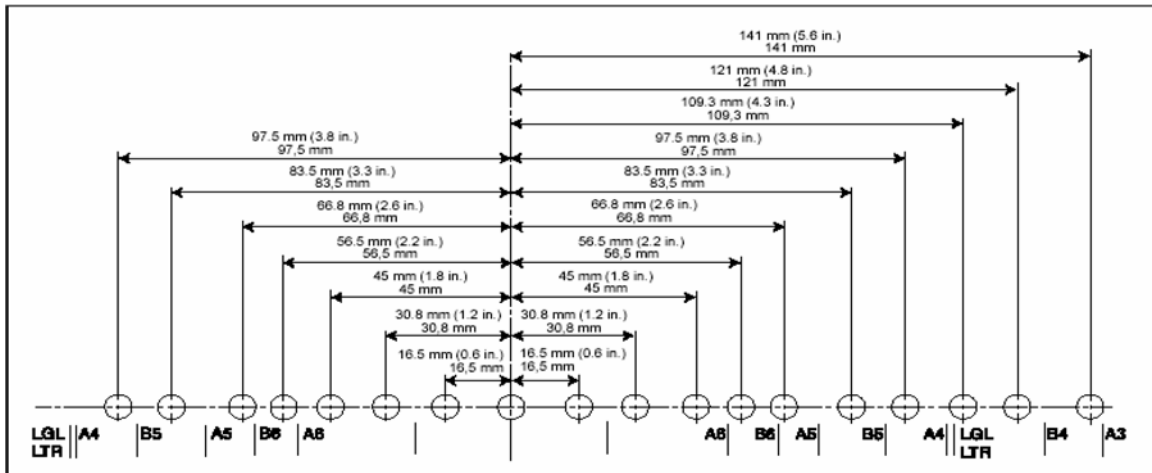 141 mm (5.6 in.)
141 mm
121 mm (4.8 in.)
121 mm
109.3 mm (4.3 in.)
109,3 mm
97.5 mm (3.8 in.)
97,5 mm
97.5 mm (3.8 in.)
97,5 mm
83.5 mm (3.3 in.)
83,5 mm
83.5 mm (3.3 in.)
83,5 mm
66.8 mm (2.6 in.)
66,8 mm
66.8 mm (2.6 in.)
66,8 mm
56.5 mm (2.2 in.)
56,5 mm
56.5 mm (2.2 in.)
56,5 mm
45 mm (1.8 in.)
45 mm
45 mm (1.8 in.)
45 mm
30.8 mm (1.2 in.)
30,8 mm
30.8 mm (1.2 in.)
30,8 mm
16.5 mm (0.6 in.)
16,5 mm
16.5 mm (0.6 in.)
16,5 mm
LGL A4 B5 A5 B6 A6 A6 B6 A5 B5 A4 LGL B4 A3
LTR LTR